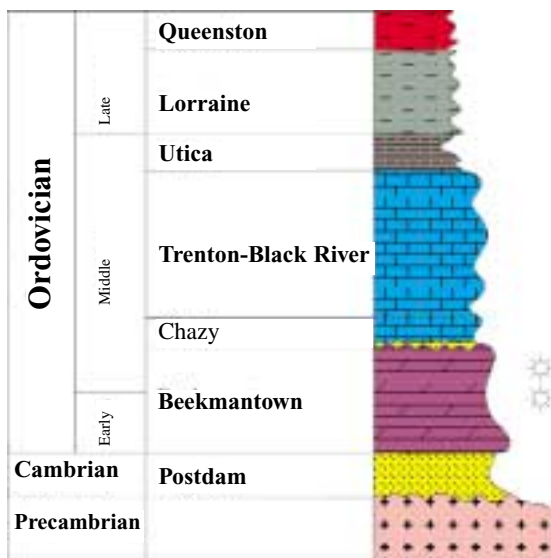 Ordovician
Late
Middle
Early
Queenston
Lorraine
Utica
Trenton-Black River
Chazy
Beekmantown
Cambrian
Postdam
Precambrian